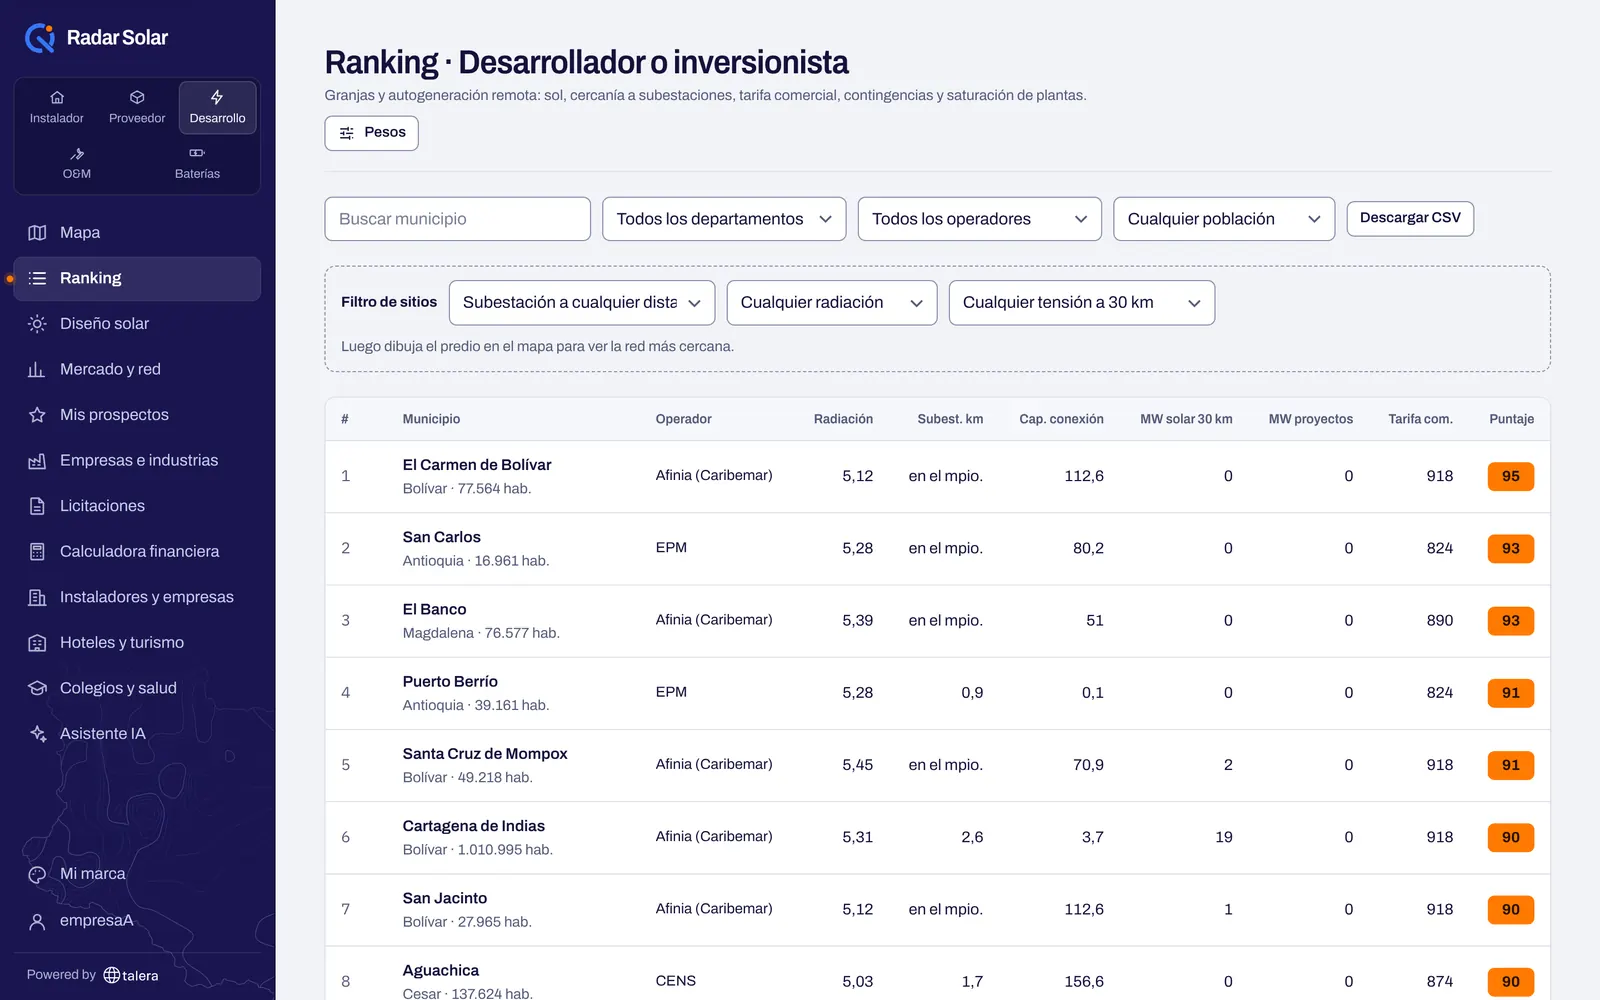 Radar Solar
Instalador
Proveedor
Desarrollo
O&M
Baterías
Mapa
Ranking
Diseño solar
Mercado y red
Mis prospectos
Empresas e industrias
Licitaciones
Calculadora financiera
Instaladores y empresas
Hoteles y turismo
Colegios y salud
Asistente IA
Mi marca
empresaA
Powered by talera
Ranking · Desarrollador o inversionista
Granjas y autogeneración remota: sol, cercanía a subestaciones, tarifa comercial, contingencias y saturación de plantas.
Pesos
Buscar municipio
Todos los departamentos
Todos los operadores
Cualquier población
Descargar CSV
Filtro de sitios
Subestación a cualquier dista
Cualquier radiación
Cualquier tensión a 30 km
Luego dibuja el predio en el mapa para ver la red más cercana.
# Municipio Operador Radiación Subest. km Cap. conexión MW solar 30 km MW proyectos Tarifa com. Puntaje
1 El Carmen de Bolívar Afinia (Caribemar) 5,12 en el mpio. 112,6 0 0 918 95
Bolívar · 77.564 hab.
2 San Carlos EPM 5,28 en el mpio. 80,2 0 0 824 93
Antioquia · 16.961 hab.
3 El Banco Afinia (Caribemar) 5,39 en el mpio. 51 0 0 890 93
Magdalena · 76.577 hab.
4 Puerto Berrío EPM 5,28 0,9 0,1 0 0 824 91
Antioquia · 39.161 hab.
5 Santa Cruz de Mompox Afinia (Caribemar) 5,45 en el mpio. 70,9 2 0 918 91
Bolívar · 49.218 hab.
6 Cartagena de Indias Afinia (Caribemar) 5,31 2,6 3,7 19 0 918 90
Bolívar · 1.010.995 hab.
7 San Jacinto Afinia (Caribemar) 5,12 en el mpio. 112,6 1 0 918 90
Bolívar · 27.965 hab.
8 Aguachica CENS 5,03 1,7 156,6 0 0 874 90
Cesar · 137.624 hab.